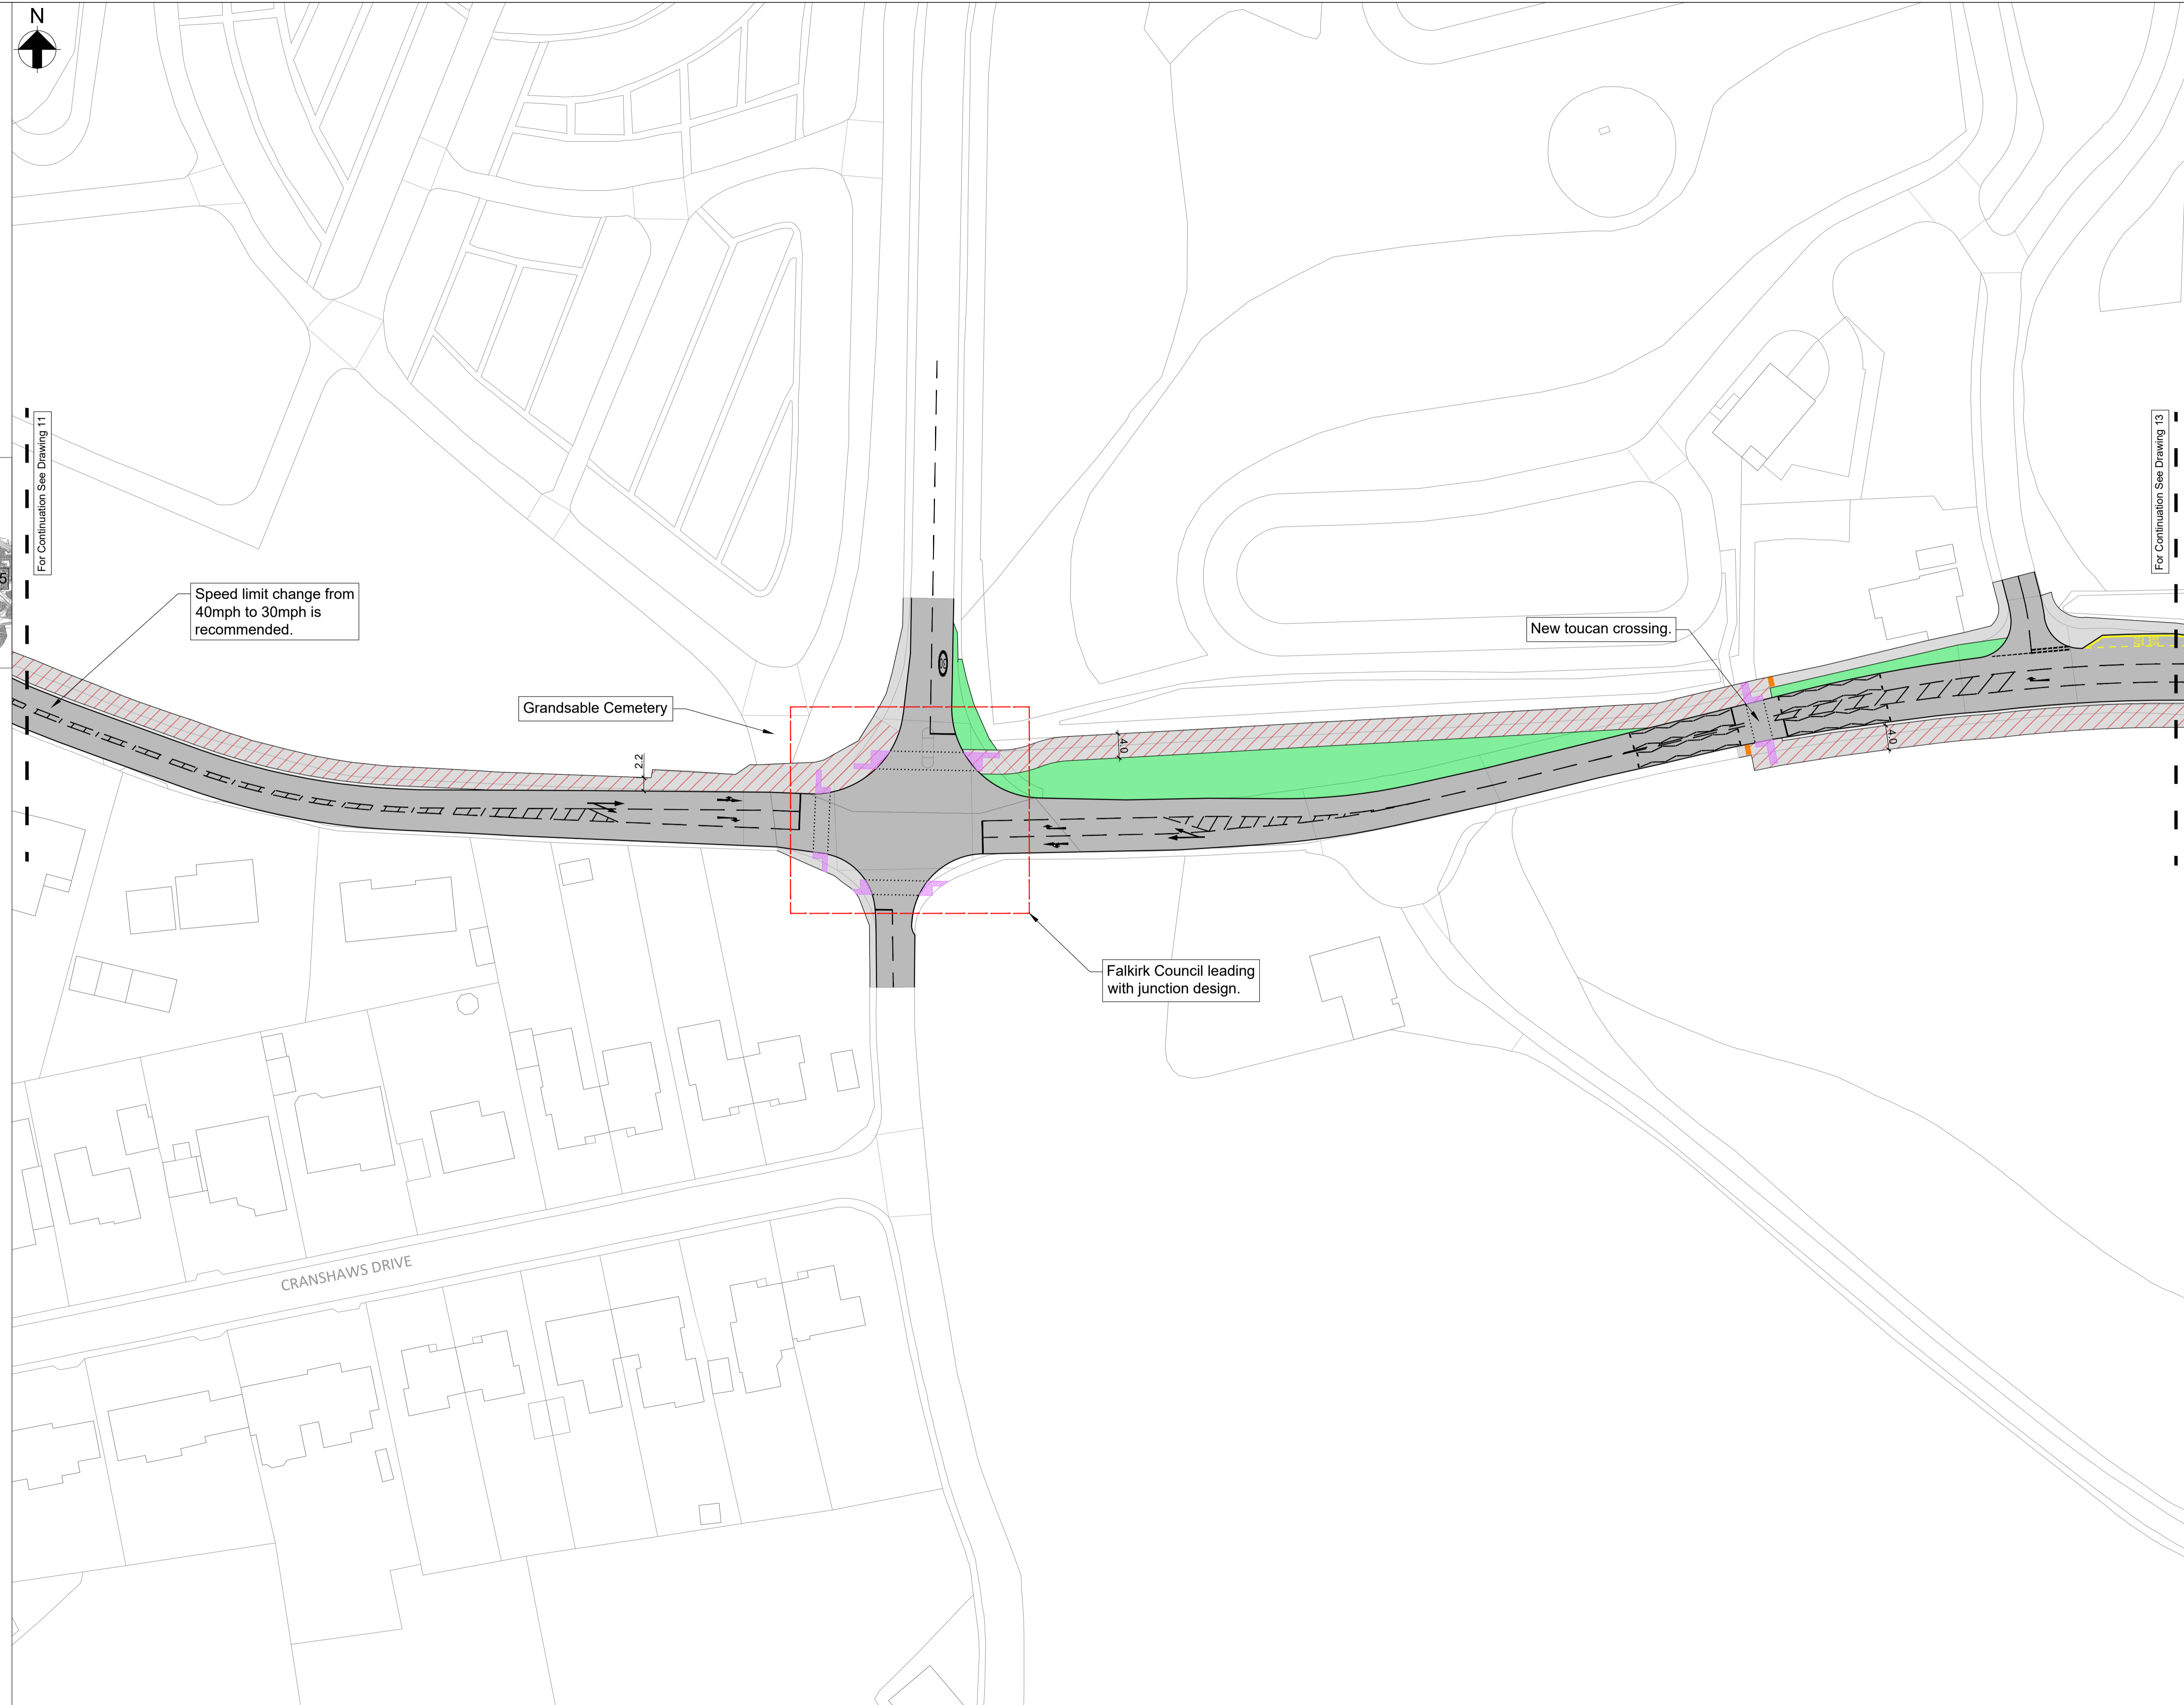 N
For Continuation See Drawing 11
For Continuation See Drawing 13
5
Speed limit change from
40mph to 30mph is
recommended.
New toucan crossing.
Grandsable Cemetery
2.2
4.0
4.0
Falkirk Council leading
with junction design.
CRANSHAWS DRIVE